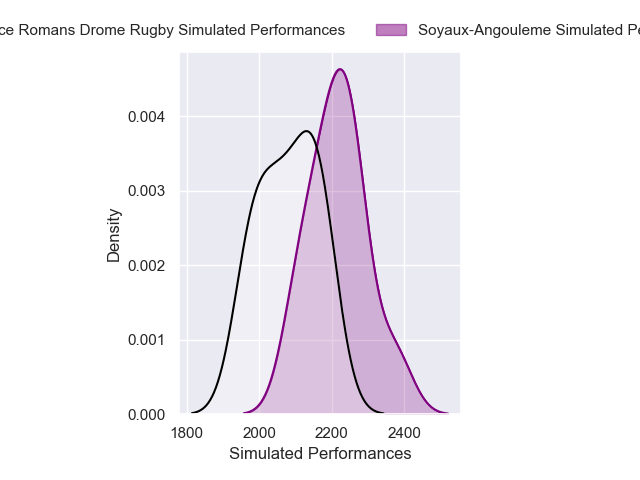 ce Romans Drome Rugby Simulated Performances
Soyaux-Angouleme Simulated Pe
0.004
0.003
0.002
0.001
0.000
Density
1800 2000 2200 2400
Simulated Performances